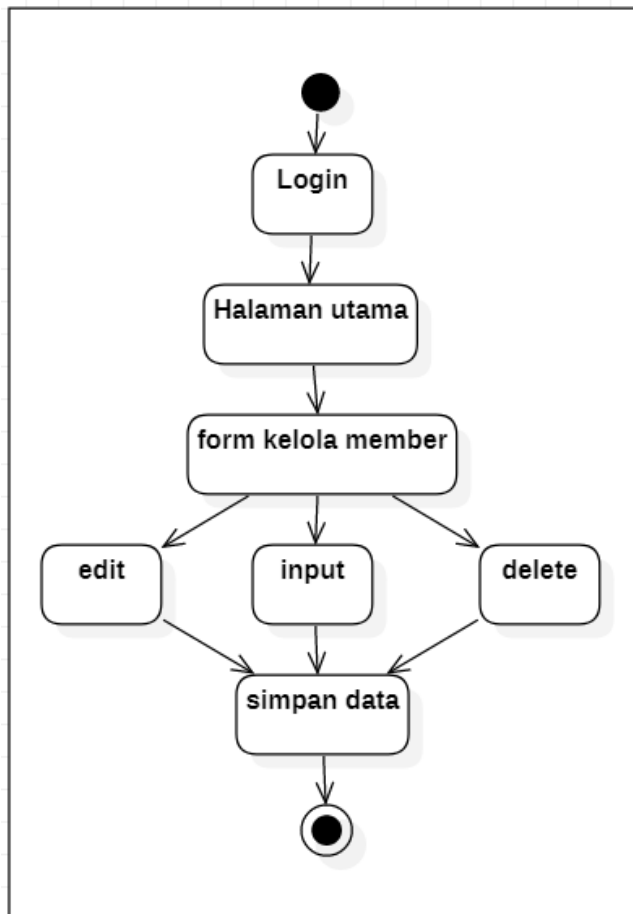 Login
Halaman utama
form kelola member
edit
input
delete
simpan data